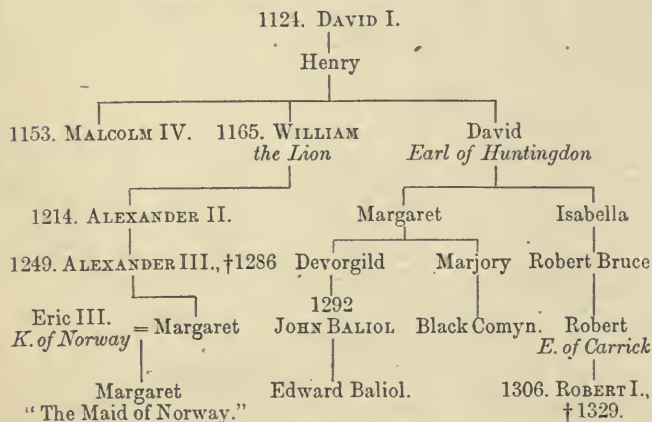 1124. DAVID I.
Henry
1153. MALCOLM IV. 1165. WILLIAM David
the Lion Earl of Huntingdon
1214. ALEXANDER II. Margaret Isabella
1249. ALEXANDER III., †1286 Devorgild Marjory Robert Bruce
Eric III. 1292
K. of Norway = Margaret JOHN BALIOL Black Comyn. Robert
E. of Carrick
Margaret Edward Baliol. 1306. ROBERT I.,
"The Maid of Norway." †1329.